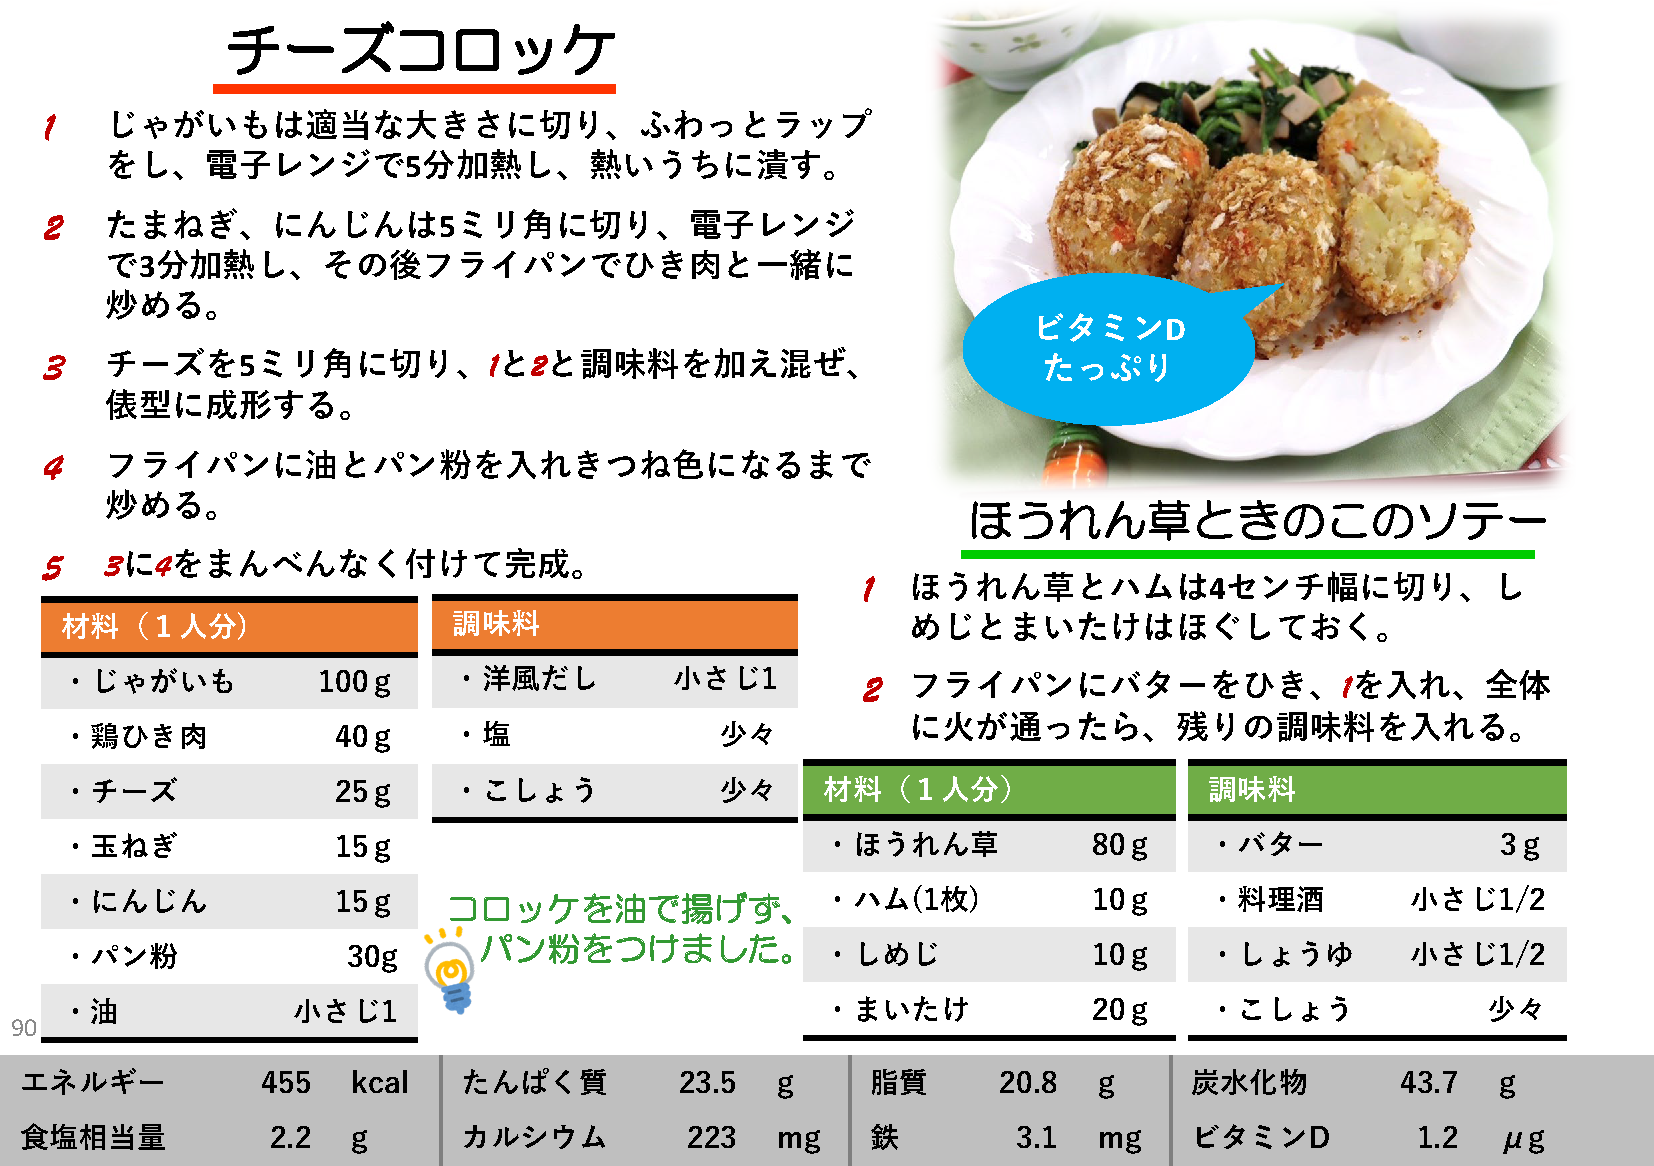 チーズコロッケ
1 じゃがいもは適当な大きさに切り、ふわっとラップ
をし、電子レンジで5分加熱し、熱いうちに潰す。
2 たまねぎ、にんじんは5ミリ角に切り、電子レンジ
で3分加熱し、その後フライパンでひき肉と一緒に
炒める。
3 チーズを5ミリ角に切り、1と2と調味料を加え混ぜ、
俵型に成形する。
4 フライパンに油とパン粉を入れきつね色になるまで
炒める。
5 3に4をまんべんなく付けて完成。
材料（１人分）
・じゃがいも 100ｇ
・鶏ひき肉 40ｇ
・チーズ 25ｇ
・玉ねぎ 15ｇ
・にんじん 15ｇ
・パン粉 30g
・油 小さじ1
調味料
・洋風だし 小さじ1
・塩 少々
・こしょう 少々
コロッケを油で揚げず、
パン粉をつけました。
ビタミンD
たっぷり
ほうれん草ときのこのソテー
1 ほうれん草とハムは4センチ幅に切り、し
めじとまいたけはほぐしておく。
2 フライパンにバターをひき、1を入れ、全体
に火が通ったら、残りの調味料を入れる。
材料（１人分）
・ほうれん草 80ｇ
・ハム(1枚) 10ｇ
・しめじ 10ｇ
・まいたけ 20ｇ
調味料
・バター 3ｇ
・料理酒 小さじ1/2
・しょうゆ 小さじ1/2
・こしょう 少々
90
エネルギー 455 kcal たんぱく質 23.5 g 脂質 20.8 g 炭水化物 43.7 g
食塩相当量 2.2 g カルシウム 223 mg 鉄 3.1 mg ビタミンD 1.2 μg